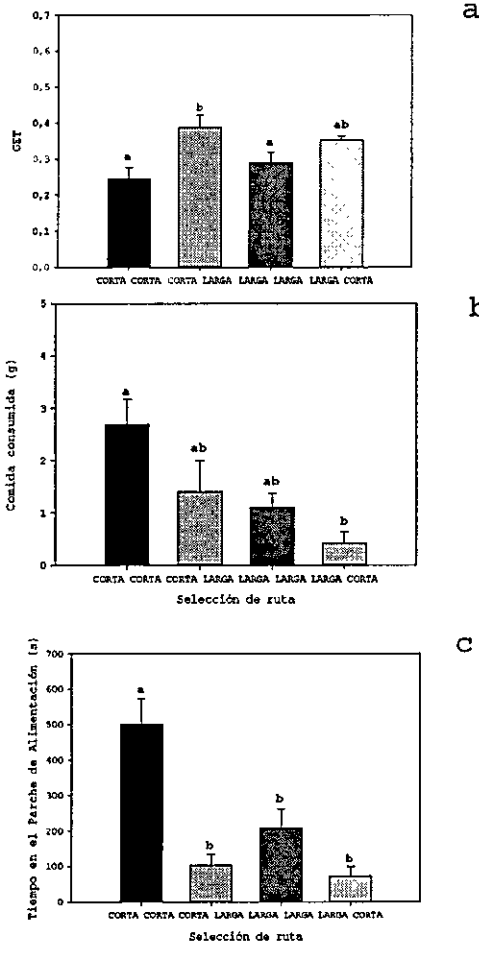 a
0,7
0,6
0,5
0,4
0,3
0,2
0,1
0,0
GET
a
b
a
ab
CORTA CORTA CORTA LARGA LARGA LARGA LARGA CORTA
b
5
4
3
2
1
0
Comida consumida (g)
a
ab
ab
b
CORTA CORTA CORTA LARGA LARGA LARGA LARGA CORTA
Selección de ruta
c
700
600
500
400
300
200
100
0
Tiempo en el Parche de Alimentación (s)
a
b
b
b
CORTA CORTA CORTA LARGA LARGA LARGA LARGA CORTA
Selección de ruta